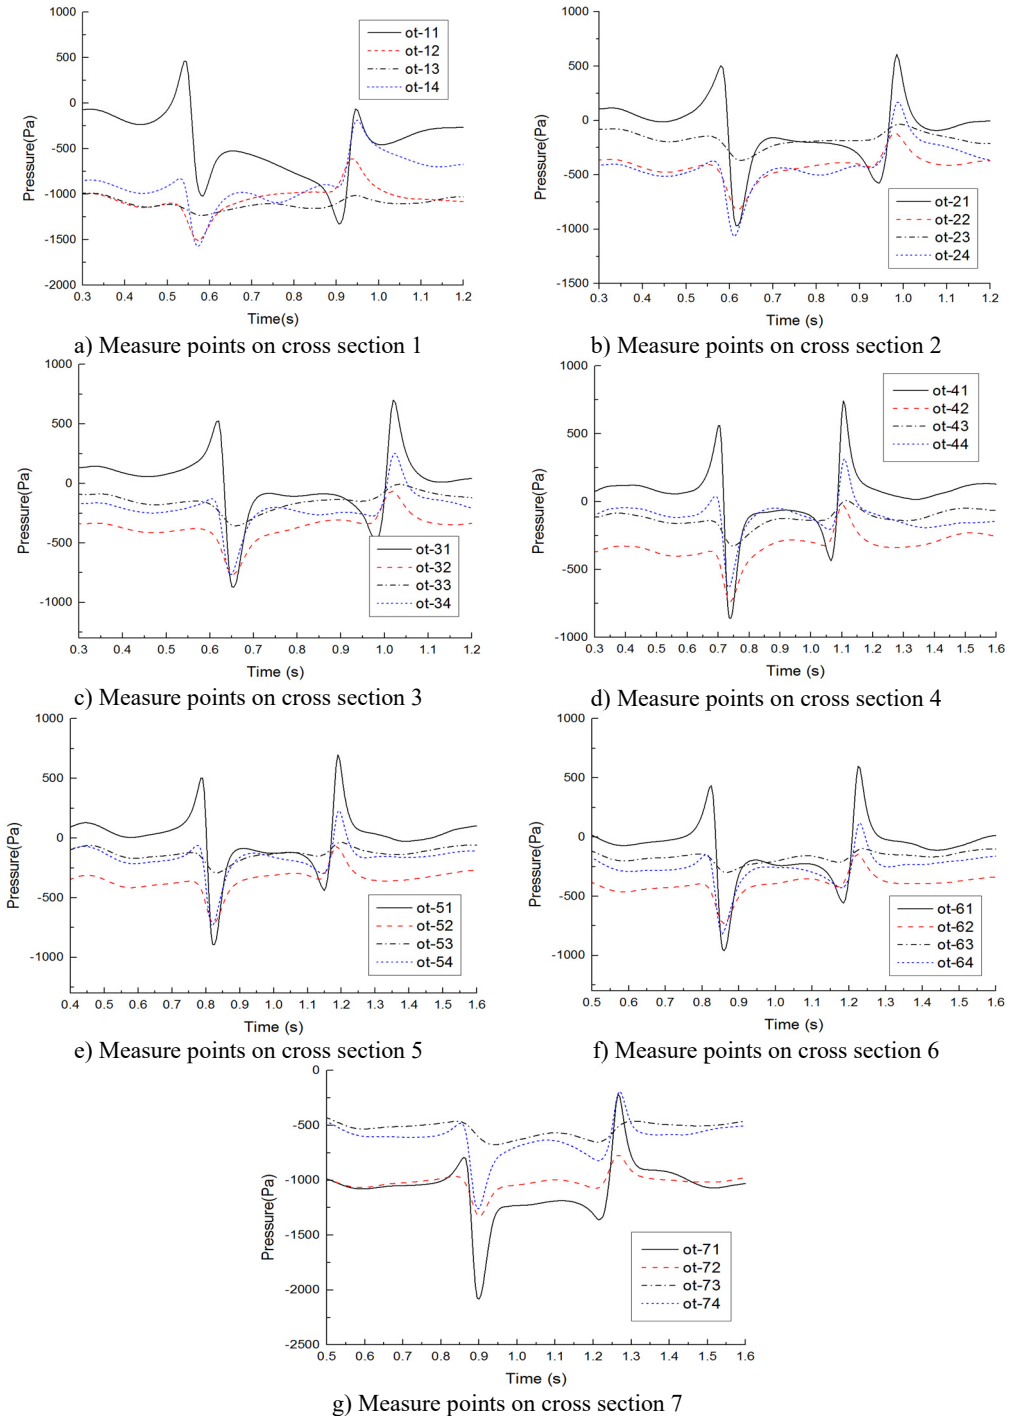 1000
500
0
-500
-1000
-1500
-2000
Pressure(Pa)
ot-11
ot-12
ot-13
ot-14
0.3 0.4 0.5 0.6 0.7 0.8 0.9 1.0 1.1 1.2
Time(s)
a) Measure points on cross section 1
1000
500
0
-500
-1000
-1500
Pressure(Pa)
ot-21
ot-22
ot-23
ot-24
0.3 0.4 0.5 0.6 0.7 0.8 0.9 1.0 1.1 1.2
Time (s)
b) Measure points on cross section 2
1000
500
0
-500
-1000
Pressure(Pa)
ot-31
ot-32
ot-33
ot-34
0.3 0.4 0.5 0.6 0.7 0.8 0.9 1.0 1.1 1.2
Time (s)
c) Measure points on cross section 3
1000
500
0
-500
-1000
Pressure(Pa)
ot-41
ot-42
ot-43
ot-44
0.3 0.4 0.5 0.6 0.7 0.8 0.9 1.0 1.1 1.2 1.3 1.4 1.5 1.6
Time (s)
d) Measure points on cross section 4
1000
500
0
-500
-1000
Pressure(Pa)
ot-51
ot-52
ot-53
ot-54
0.4 0.5 0.6 0.7 0.8 0.9 1.0 1.1 1.2 1.3 1.4 1.5 1.6
Time (s)
e) Measure points on cross section 5
1000
500
0
-500
-1000
Pressure(Pa)
ot-61
ot-62
ot-63
ot-64
0.5 0.6 0.7 0.8 0.9 1.0 1.1 1.2 1.3 1.4 1.5 1.6
Time (s)
f) Measure points on cross section 6
0
-500
-1000
-1500
-2000
-2500
Pressure(Pa)
ot-71
ot-72
ot-73
ot-74
0.5 0.6 0.7 0.8 0.9 1.0 1.1 1.2 1.3 1.4 1.5 1.6
Time (s)
g) Measure points on cross section 7